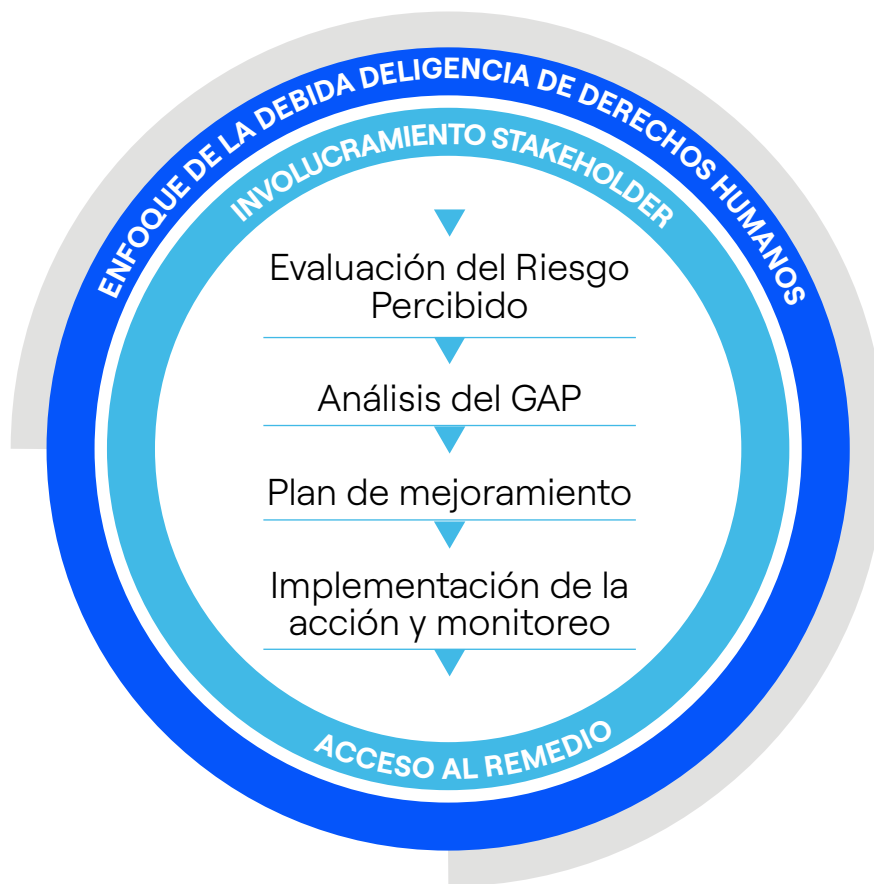 ENFOQUE DE LA DEBIDA DELIGENCIA DE DERECHOS HUMANOS
INVOLUCRAMIENTO STAKEHOLDER
Evaluación del Riesgo
Percibido
Análisis del GAP
Plan de mejoramiento
Implementación de la
acción y monitoreo
ACCESO AL REMEDIO